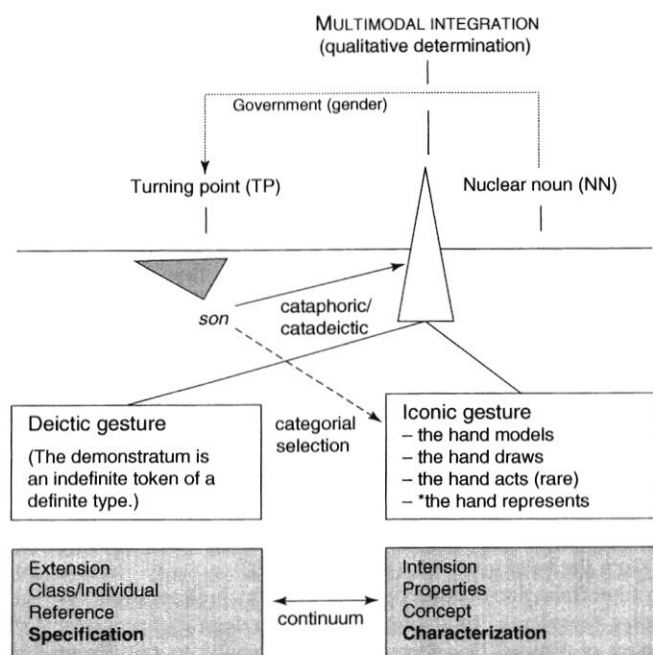 MULTIMODAL INTEGRATION
(qualitative determination)
Government (gender)
Turning point (TP)
Nuclear noun (NN)
son
cataphoric/
catadeictic
Deictic gesture
(The demonstratum is
an indefinite token of a
definite type.)
categorial
selection
Iconic gesture
– the hand models
– the hand draws
– the hand acts (rare)
– *the hand represents
Extension
Class/Individual
Reference
Specification
continuum
Intension
Properties
Concept
Characterization